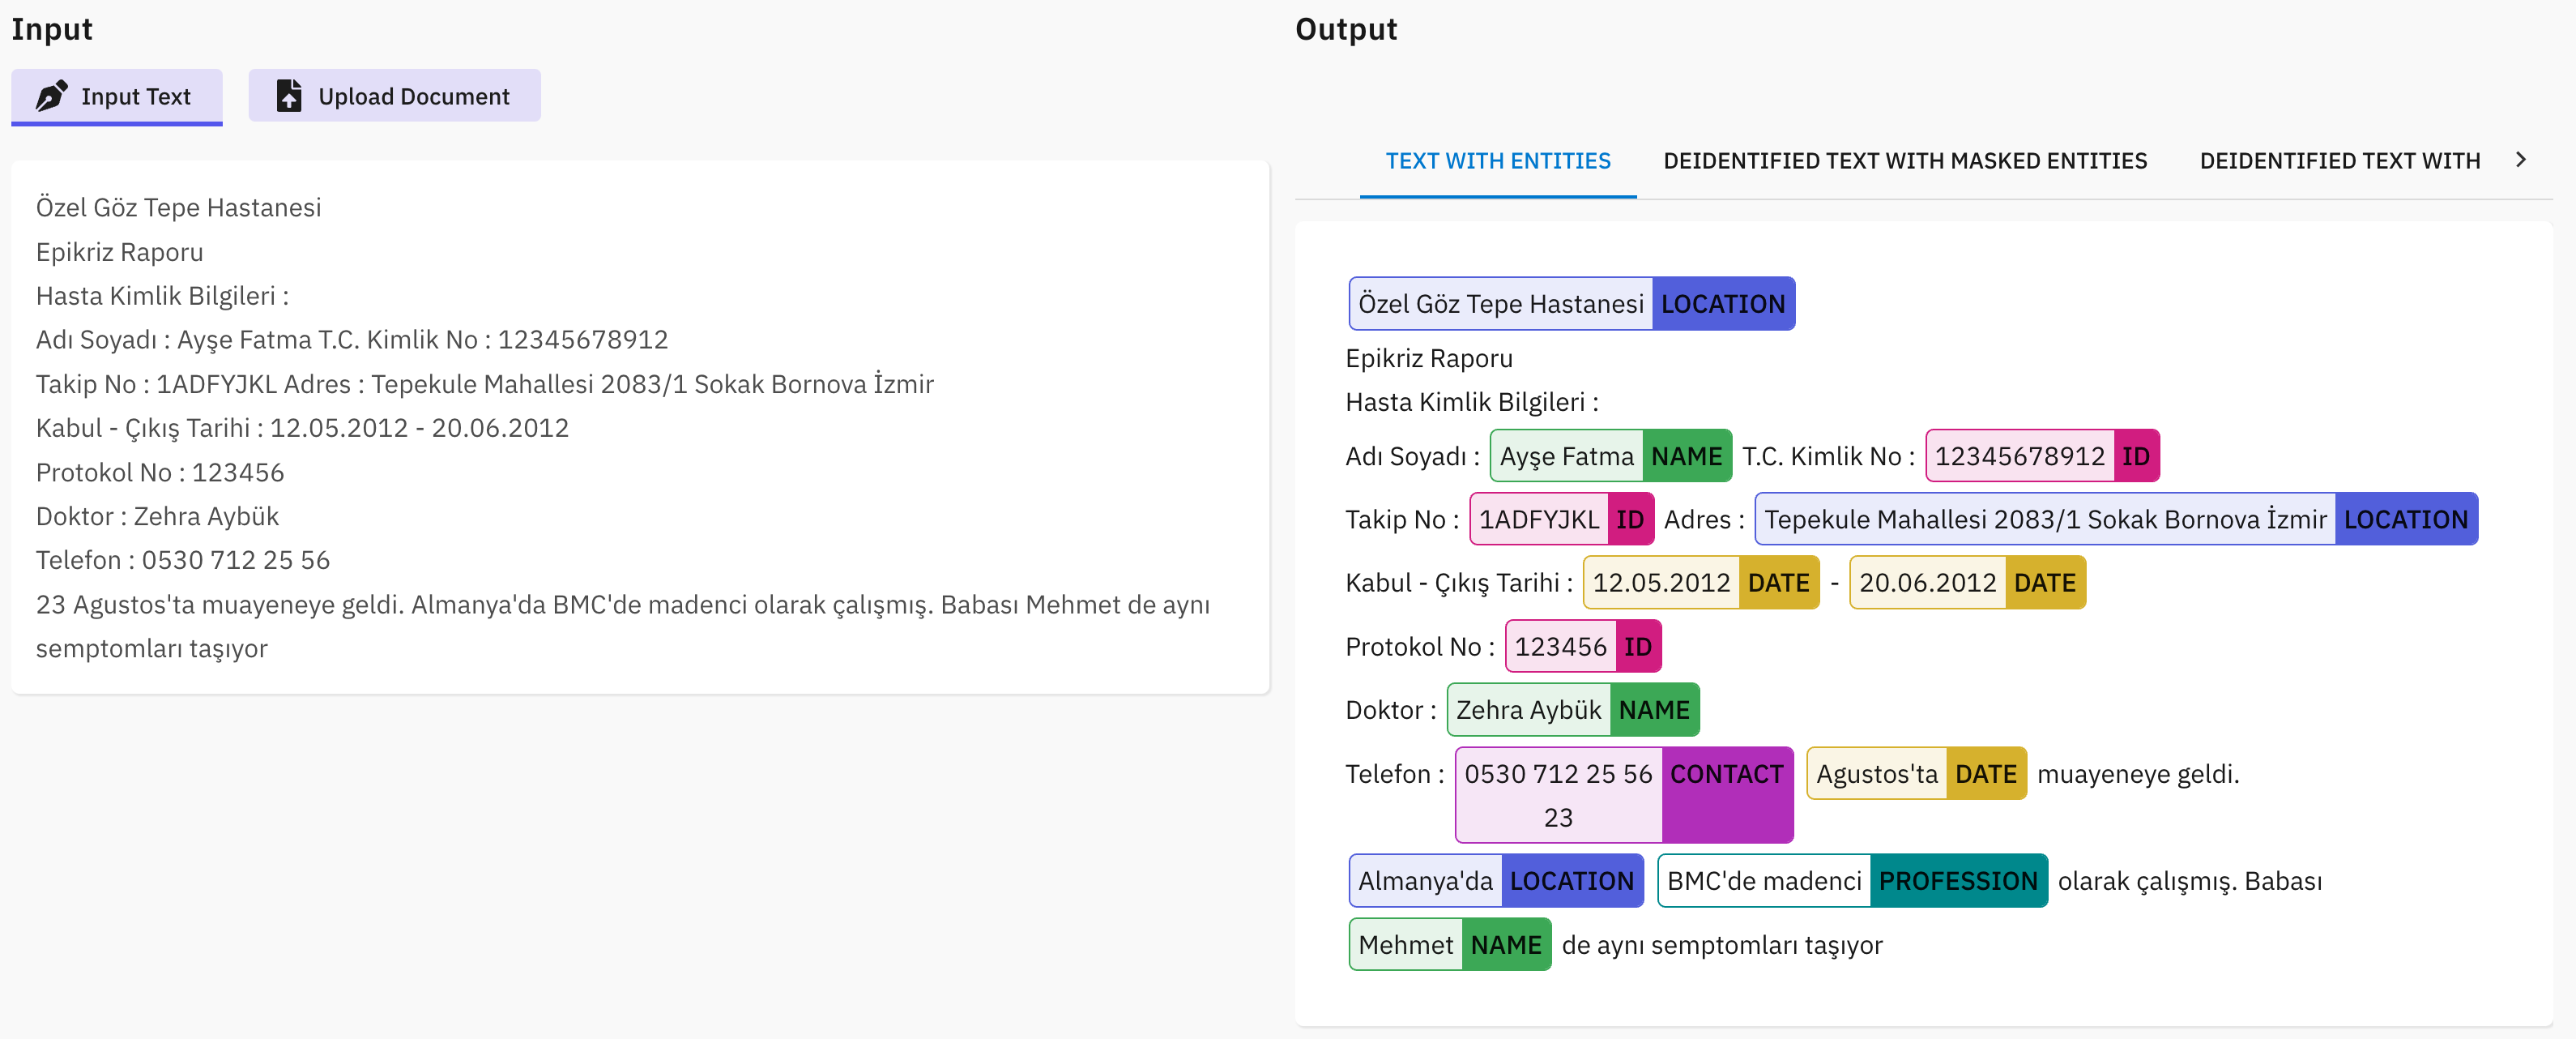 Input
Input Text Upload Document
Özel Göz Tepe Hastanesi
Epikriz Raporu
Hasta Kimlik Bilgileri :
Adı Soyadı : Ayşe Fatma T.C. Kimlik No : 12345678912
Takip No : 1ADFYJKL Adres : Tepekule Mahallesi 2083/1 Sokak Bornova İzmir
Kabul - Çıkış Tarihi : 12.05.2012 - 20.06.2012
Protokol No : 123456
Doktor : Zehra Aybük
Telefon : 0530 712 25 56
23 Agustos'ta muayeneye geldi. Almanya'da BMC'de madenci olarak çalışmış. Babası Mehmet de aynı
semptomları taşıyor
Output
TEXT WITH ENTITIES DEIDENTIFIED TEXT WITH MASKED ENTITIES DEIDENTIFIED TEXT WITH
Özel Göz Tepe Hastanesi LOCATION
Epikriz Raporu
Hasta Kimlik Bilgileri :
Adı Soyadı : Ayşe Fatma NAME T.C. Kimlik No : 12345678912 ID
Takip No : 1ADFYJKL ID Adres : Tepekule Mahallesi 2083/1 Sokak Bornova İzmir LOCATION
Kabul - Çıkış Tarihi : 12.05.2012 DATE - 20.06.2012 DATE
Protokol No : 123456 ID
Doktor : Zehra Aybük NAME
Telefon : 0530 712 25 56 CONTACT Agustos'ta DATE muayeneye geldi.
23
Almanya'da LOCATION BMC'de madenci PROFESSION olarak çalışmış. Babası
Mehmet NAME de aynı semptomları taşıyor